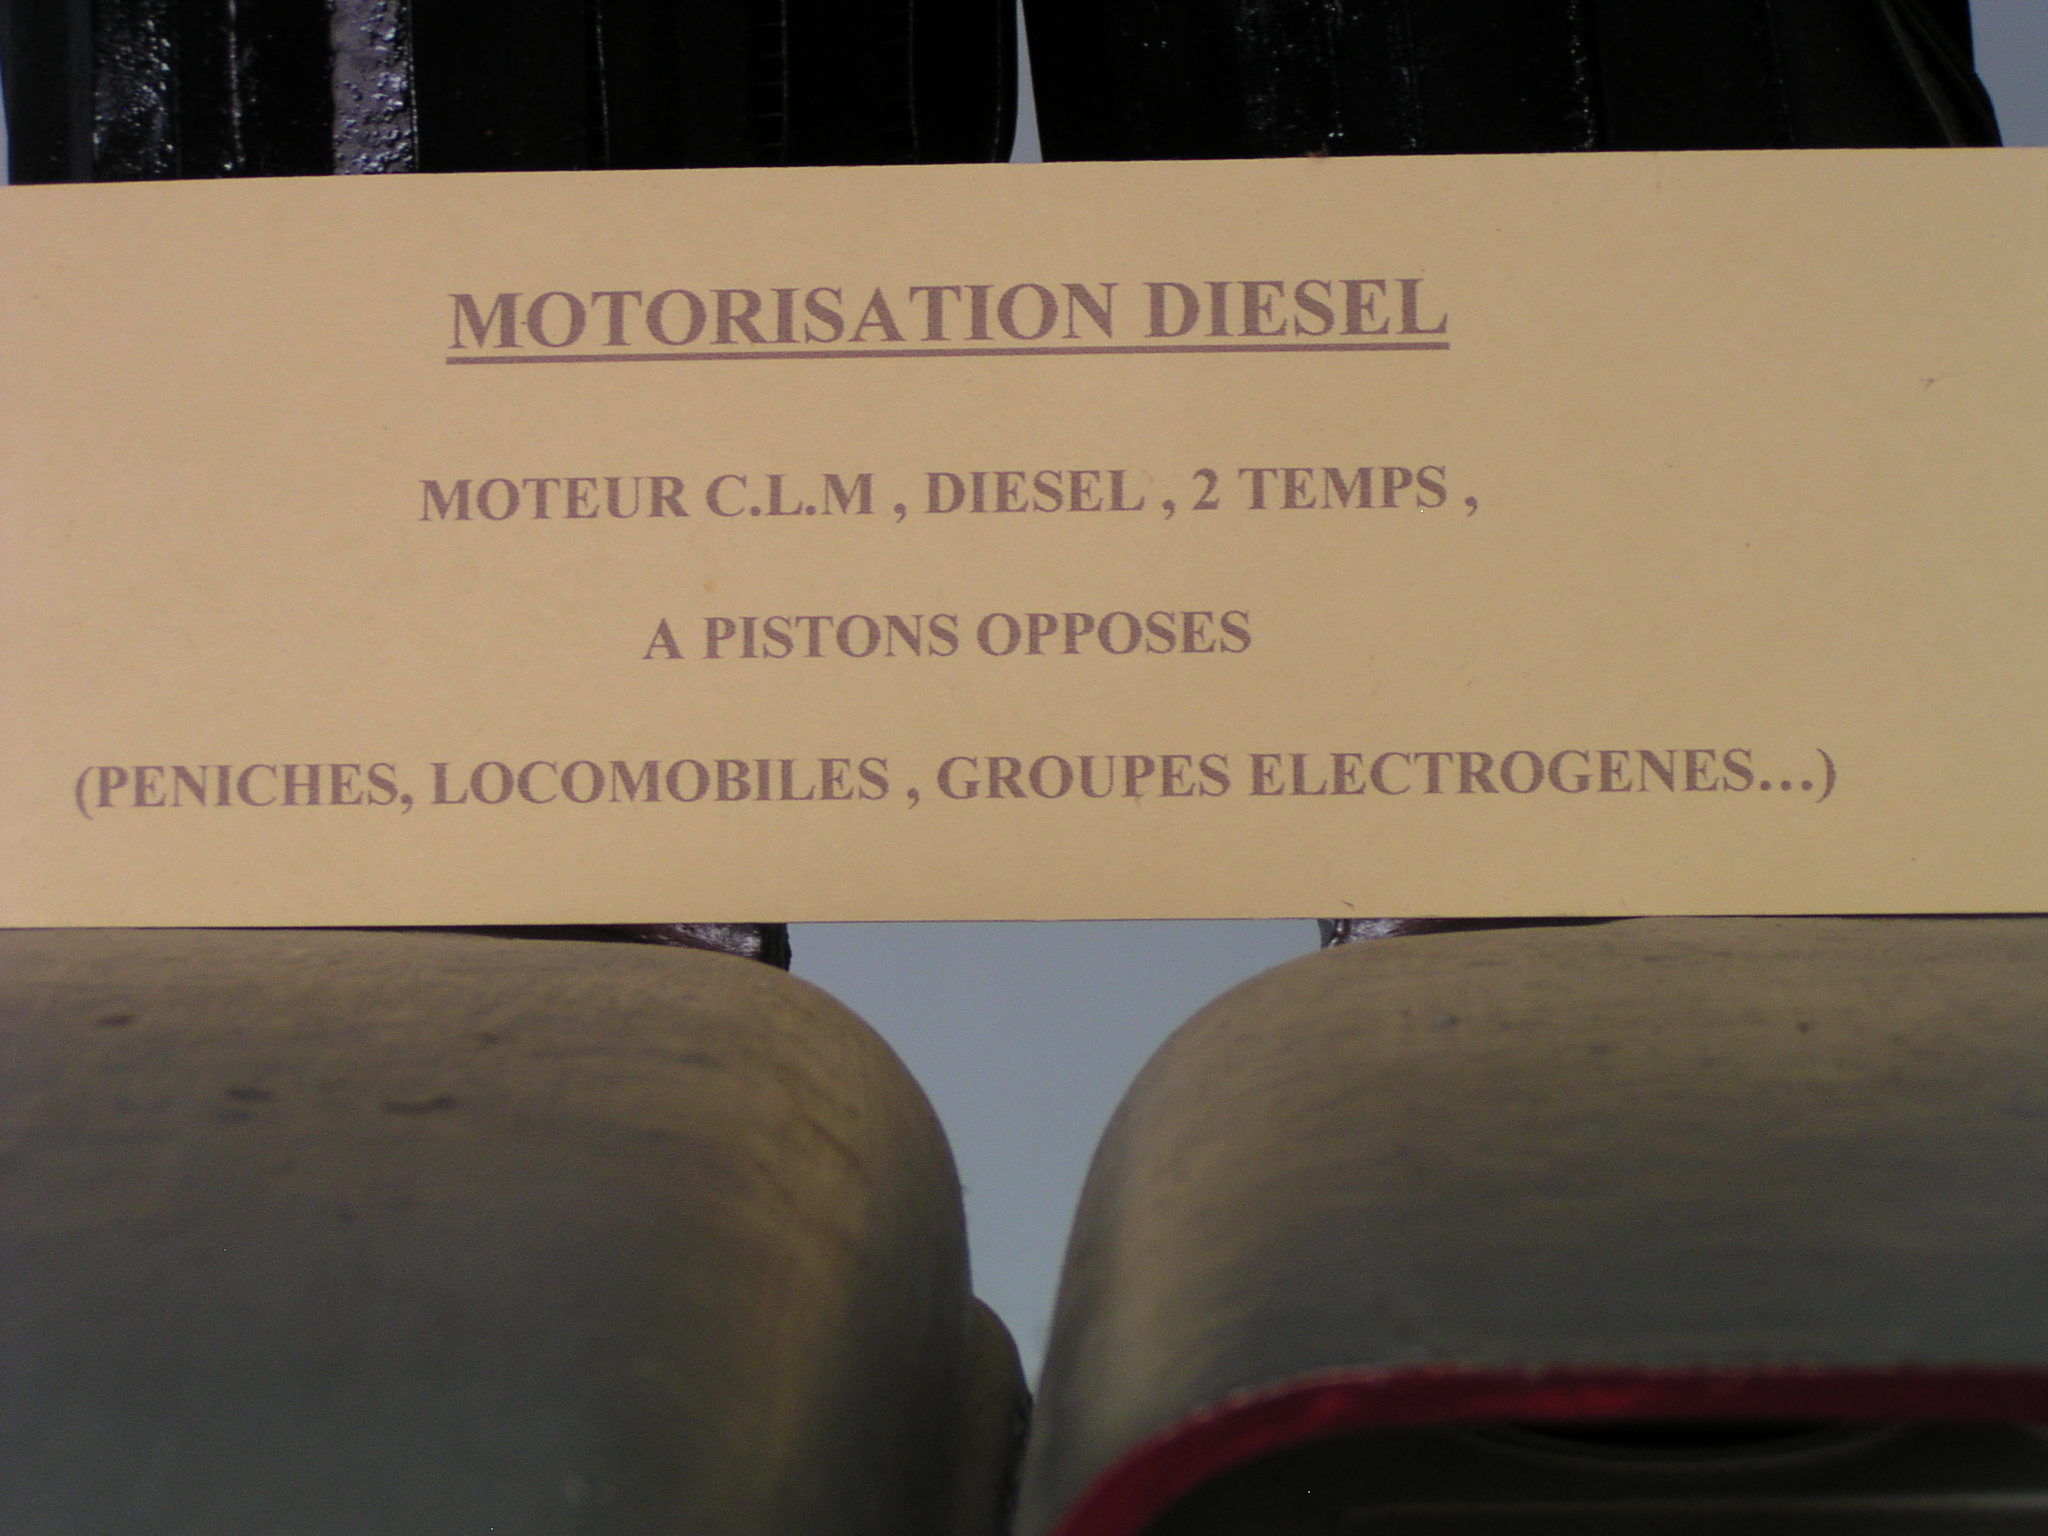 MOTORISATION DIESEL
MOTEUR C.L.M , DIESEL , 2 TEMPS ,
A PISTONS OPPOSES
(PENICHES, LOCOMOBILES , GROUPES ELECTROGENES...)